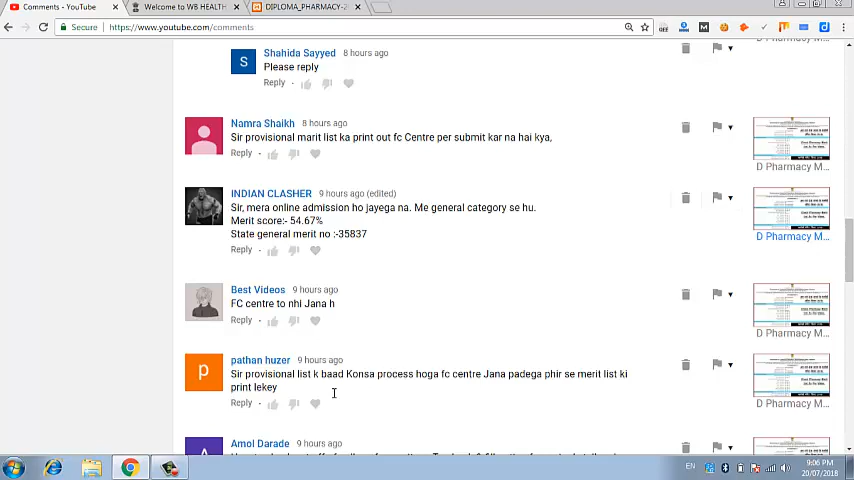 Comments - YouTube
Welcome to WB HEALTH
DIPLOMA_PHARMACY-2
Secure
https://www.youtube.com/comments
D Pharmacy M...
Shahida Sayyed 8 hours ago
Please reply
Reply
Namra Shaikh 8 hours ago
Sir provisional marit list ka print out fc Centre per submit kar na hai kya,
Reply
D Pharmacy M...
INDIAN CLASHER 9 hours ago (edited)
Sir, mera online admission ho jayega na. Me general category se hu.
Merit score:- 54.67%
State general merit no :-35837
Reply
D Pharmacy M...
Best Videos 9 hours ago
FC centre to nhi Jana h
Reply
D Pharmacy M...
pathan huzer 9 hours ago
Sir provisional list k baad Konsa process hoga fc centre Jana padega phir se merit list ki
print lekey
Reply
D Pharmacy M...
Amol Darade 9 hours ago
EN
9:06 PM
20/07/2018